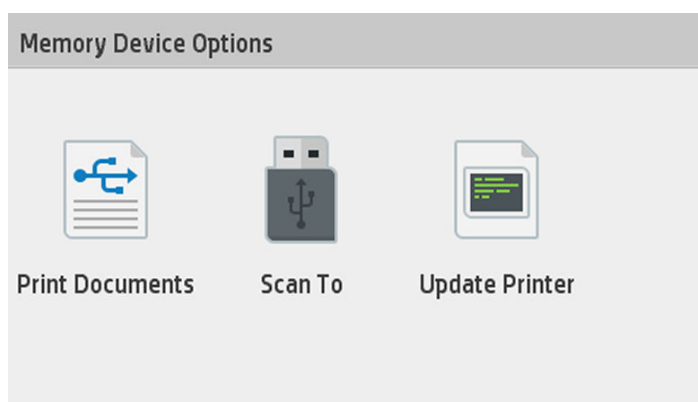 Memory Device Options
Print Documents
Scan To
Update Printer